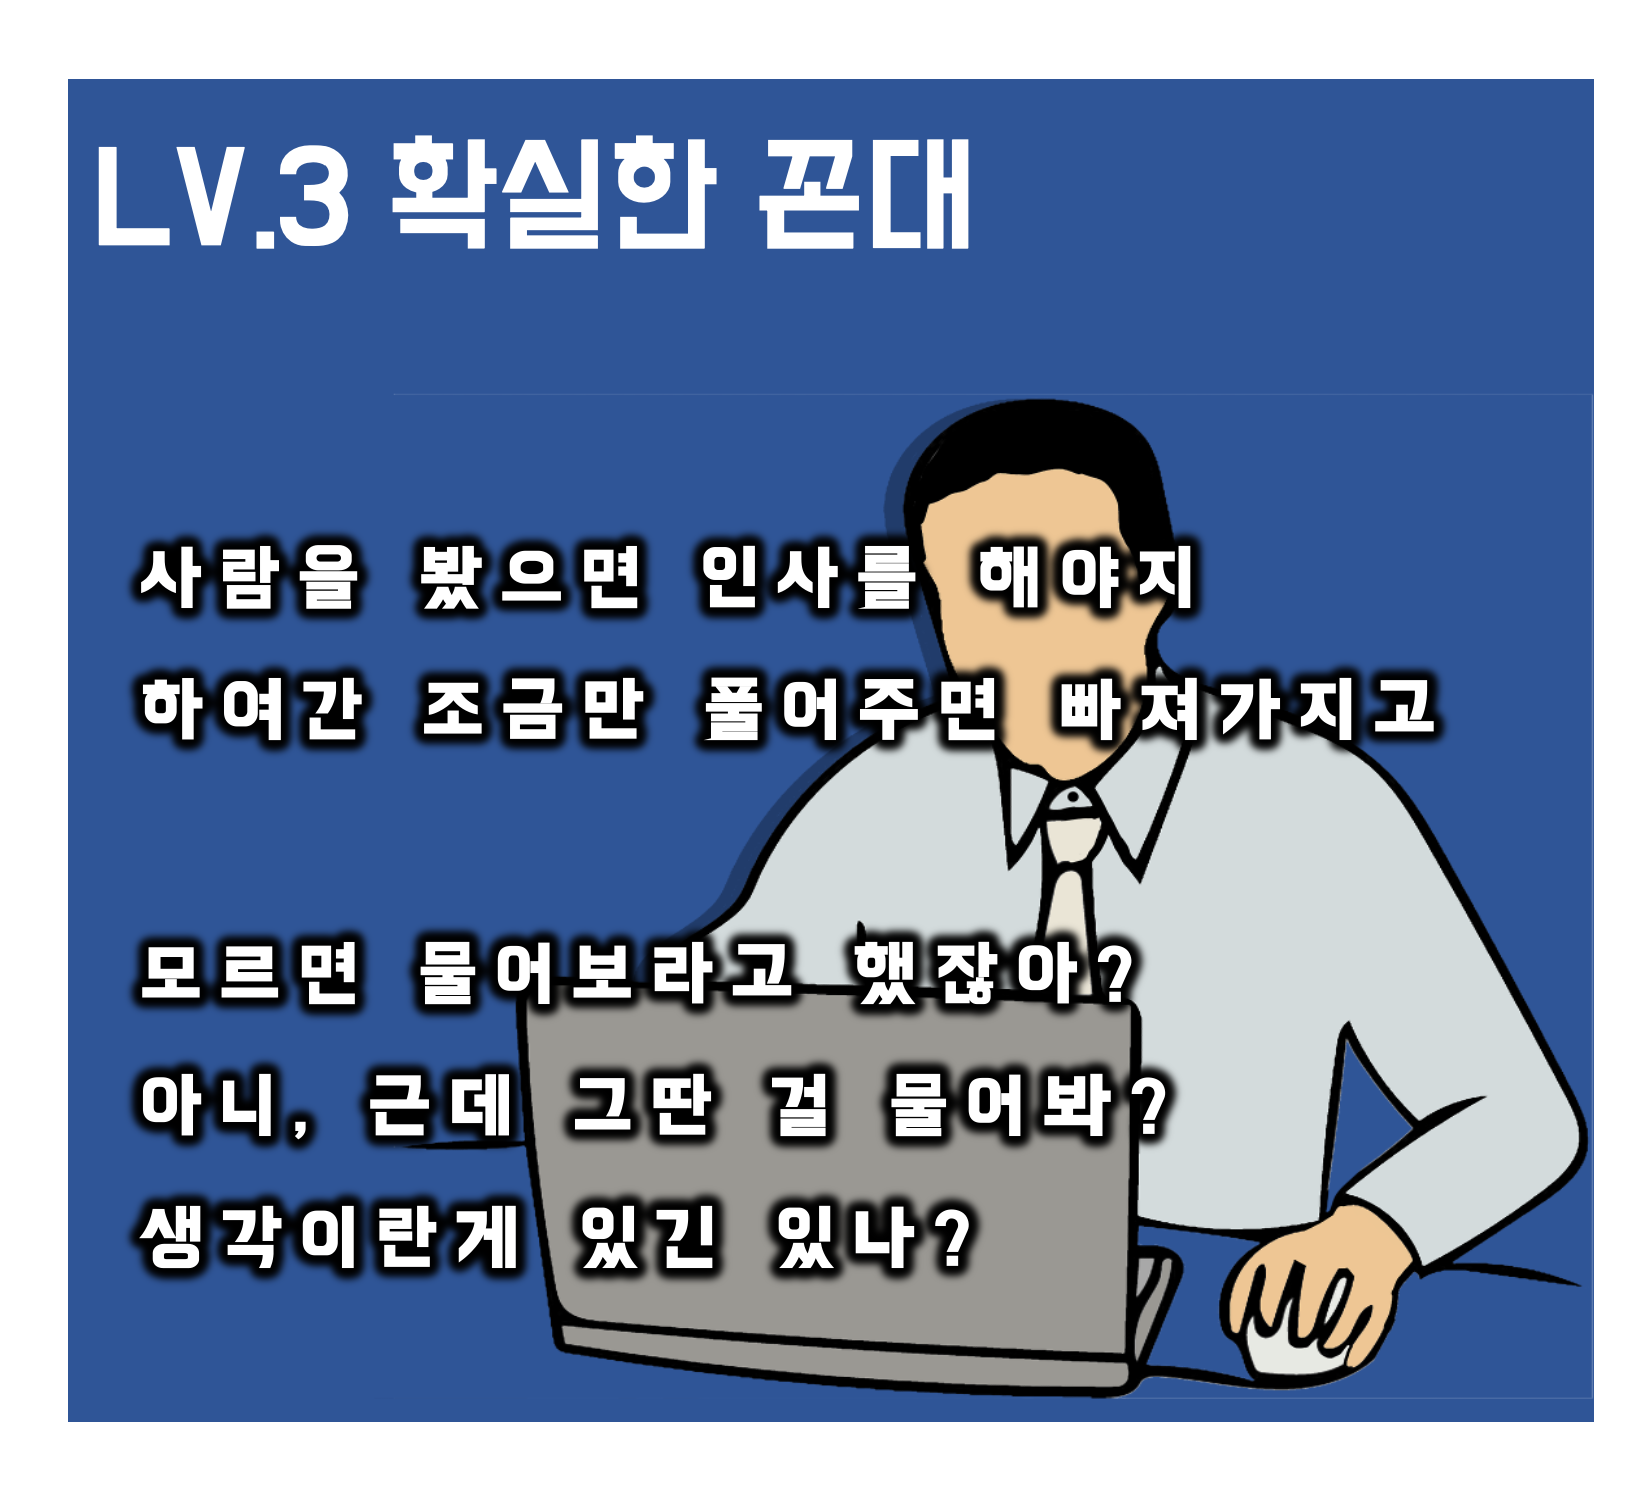 LV.3 확실한 꼰대
사람을 봤으면 인사를 해야지
하여간 조금만 풀어주면 빠져가지고
모르면 물어보라고 했잖아?
아니, 근데 그딴 걸 물어봐?
생각이란게 있긴 있나?